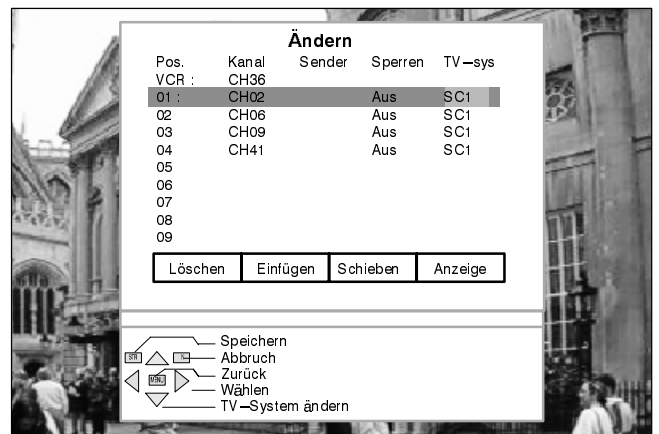 Ändern
Pos. Kanal Sender Sperren TV-sys
VCR : CH36
01 : CH02 Aus SC1
02 CH06 Aus SC1
03 CH09 Aus SC1
04 CH41 Aus SC1
05
06
07
08
09
Löschen Einfügen Schieben Anzeige
Speichern
STR N Abbruch
MENU Zurück
Wählen
TV-System ändern